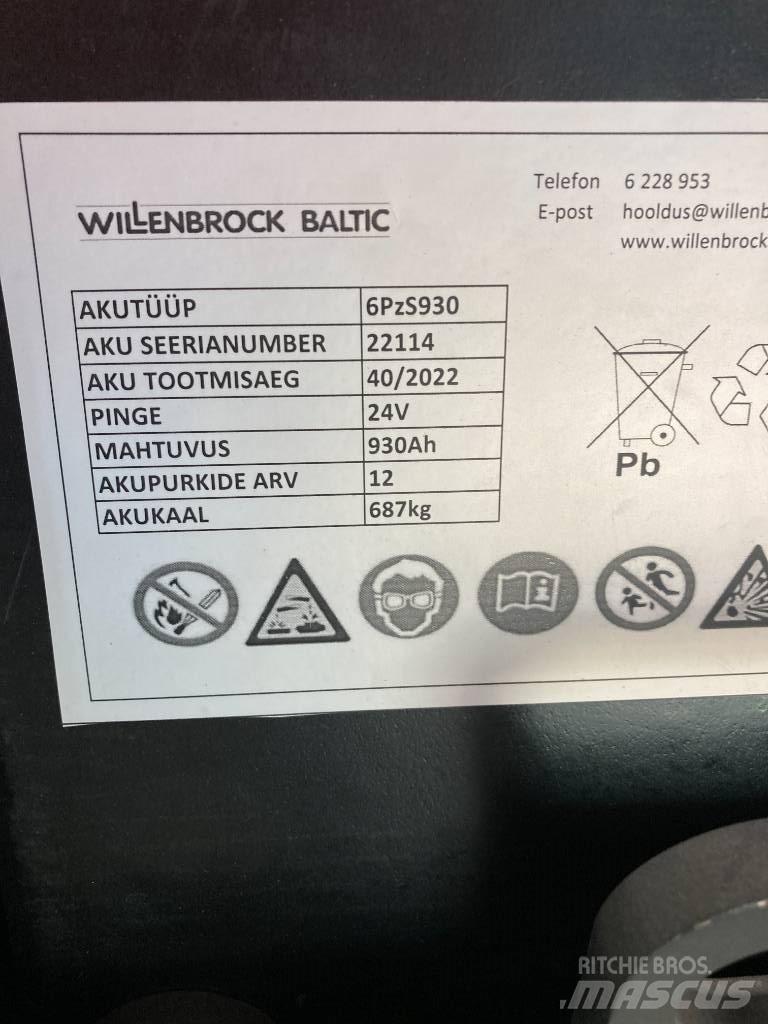 WILLENBROCK BALTIC
Telefon 6 228 953
E-post hooldus@willenb
www.willenbrock
AKUTÜÜP 6PzS930
AKU SEERIANUMBER 22114
AKU TOOTMISAEG 40/2022
PINGE 24V
MAHTUVUS 930Ah
AKUPURKIDE ARV 12
AKUKAAL 687kg
Pb
RITCHIE BROS.
MASCUS